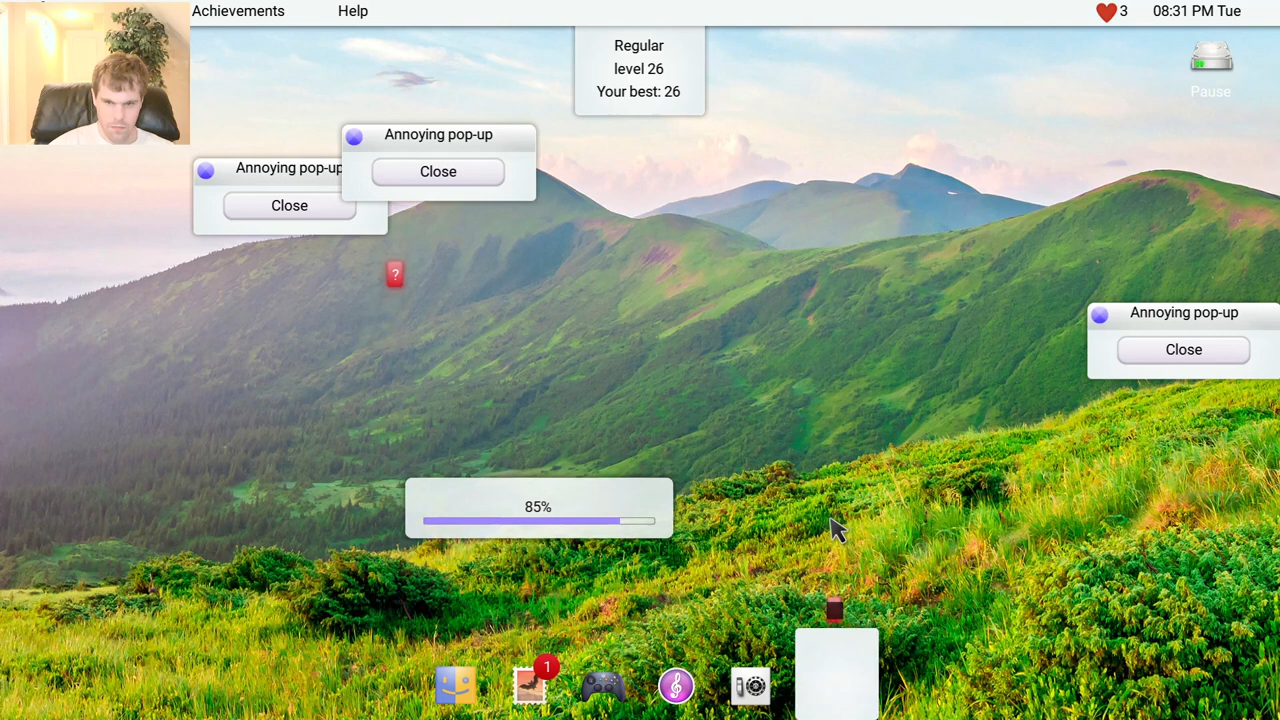 Achievements
Help
3
08:31 PM Tue
Regular
level 26
Your best: 26
Pause
Annoying pop-up
Close
Annoying pop-up
Close
?
Annoying pop-up
Close
85%
1